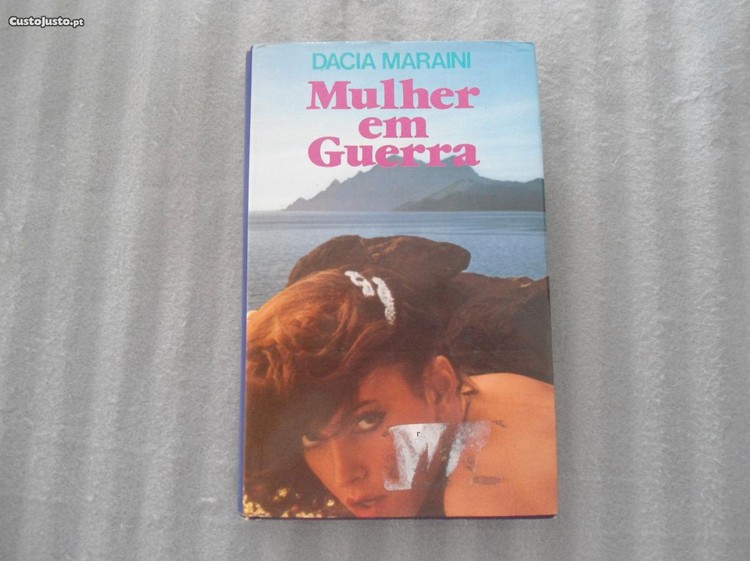 CustoJusto.pt
DACIA MARAINI
Mulher
em
Guerra